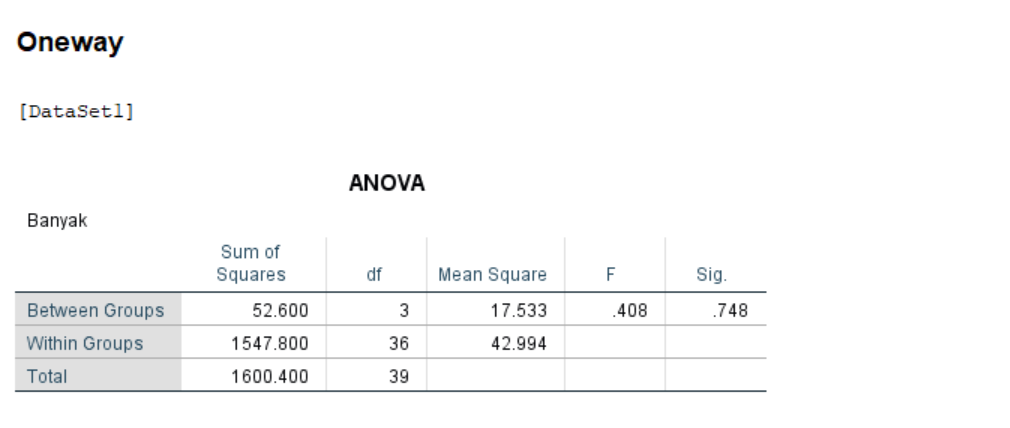 Oneway
[DataSet1]
ANOVA
Banyak
Sum of Squares df Mean Square F Sig.
Between Groups 52.600 3 17.533 .408 .748
Within Groups 1547.800 36 42.994
Total 1600.400 39